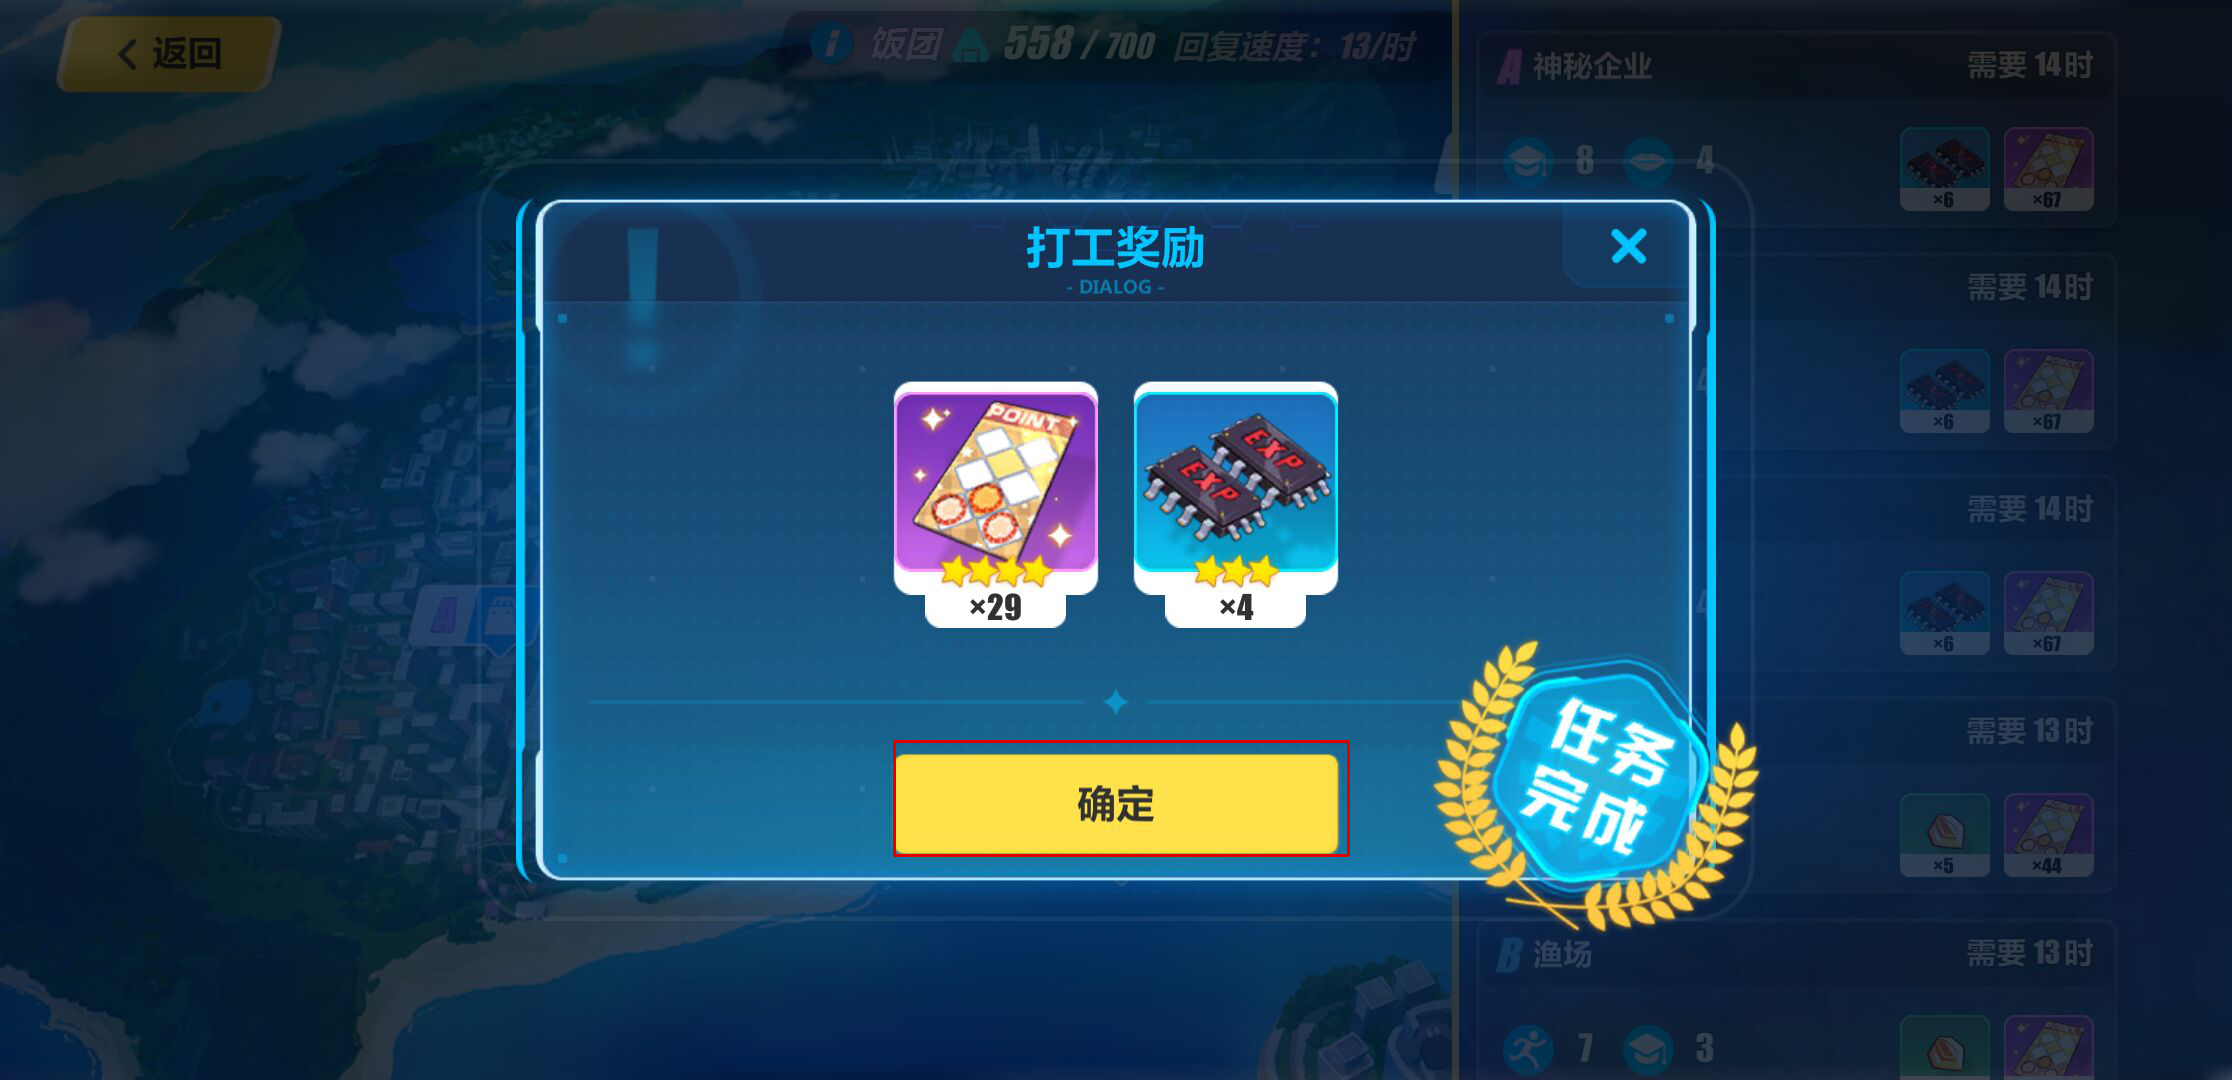 返回
饭团 558 / 700 回复速度：13/时
A 神秘企业 需要 14时
8 4
×6 ×67
需要 14时
×6 ×67
需要 14时
×6 ×67
需要 13时
×5 ×44
B 渔场 需要 13时
7 3
打工奖励
- DIALOG -
POINT
EXP EXP
×29 ×4
确定
任务
完成
A